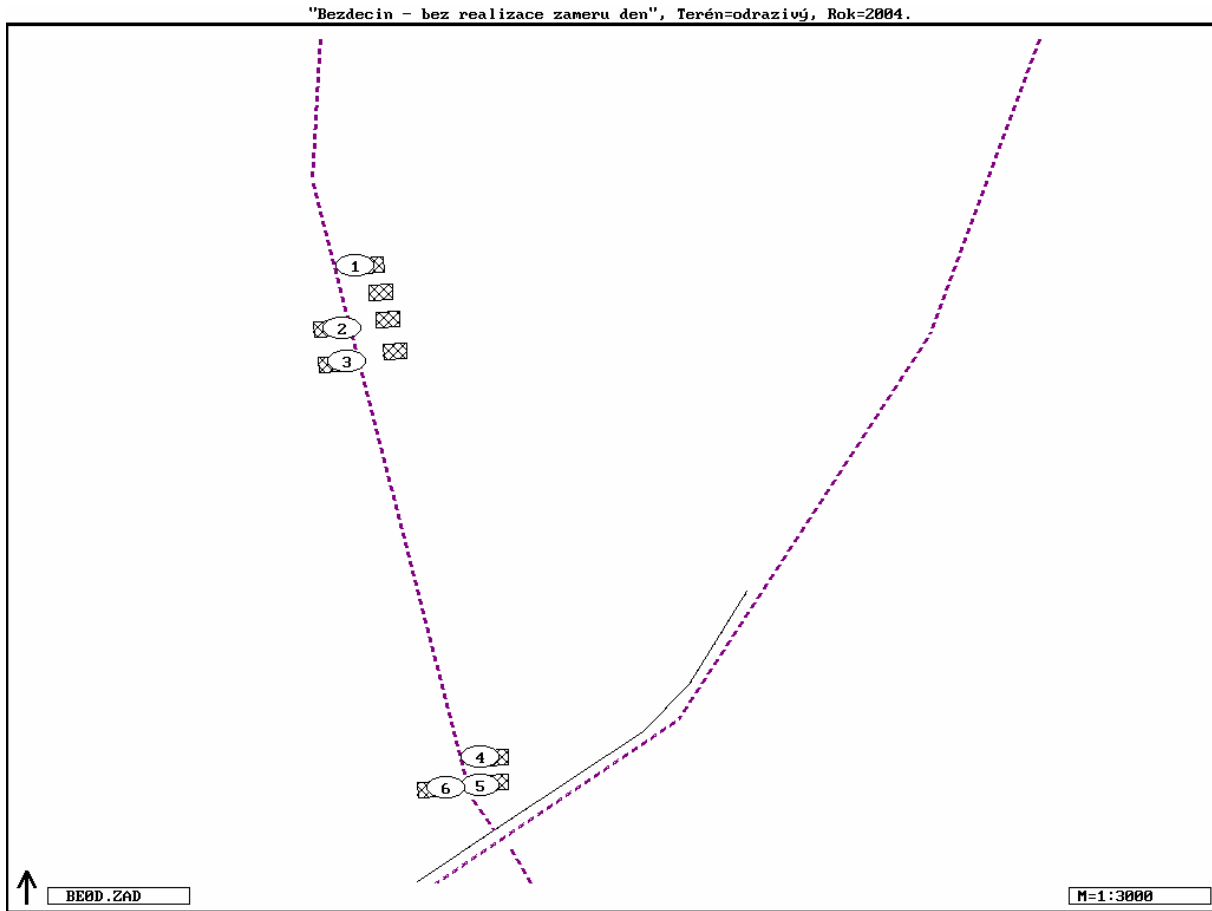 "Bezdecin - bez realizace zameru den", Terén=odrazivý, Rok=2004.
1
2
3
4
5
6
BE0D.ZAD
M=1:3000